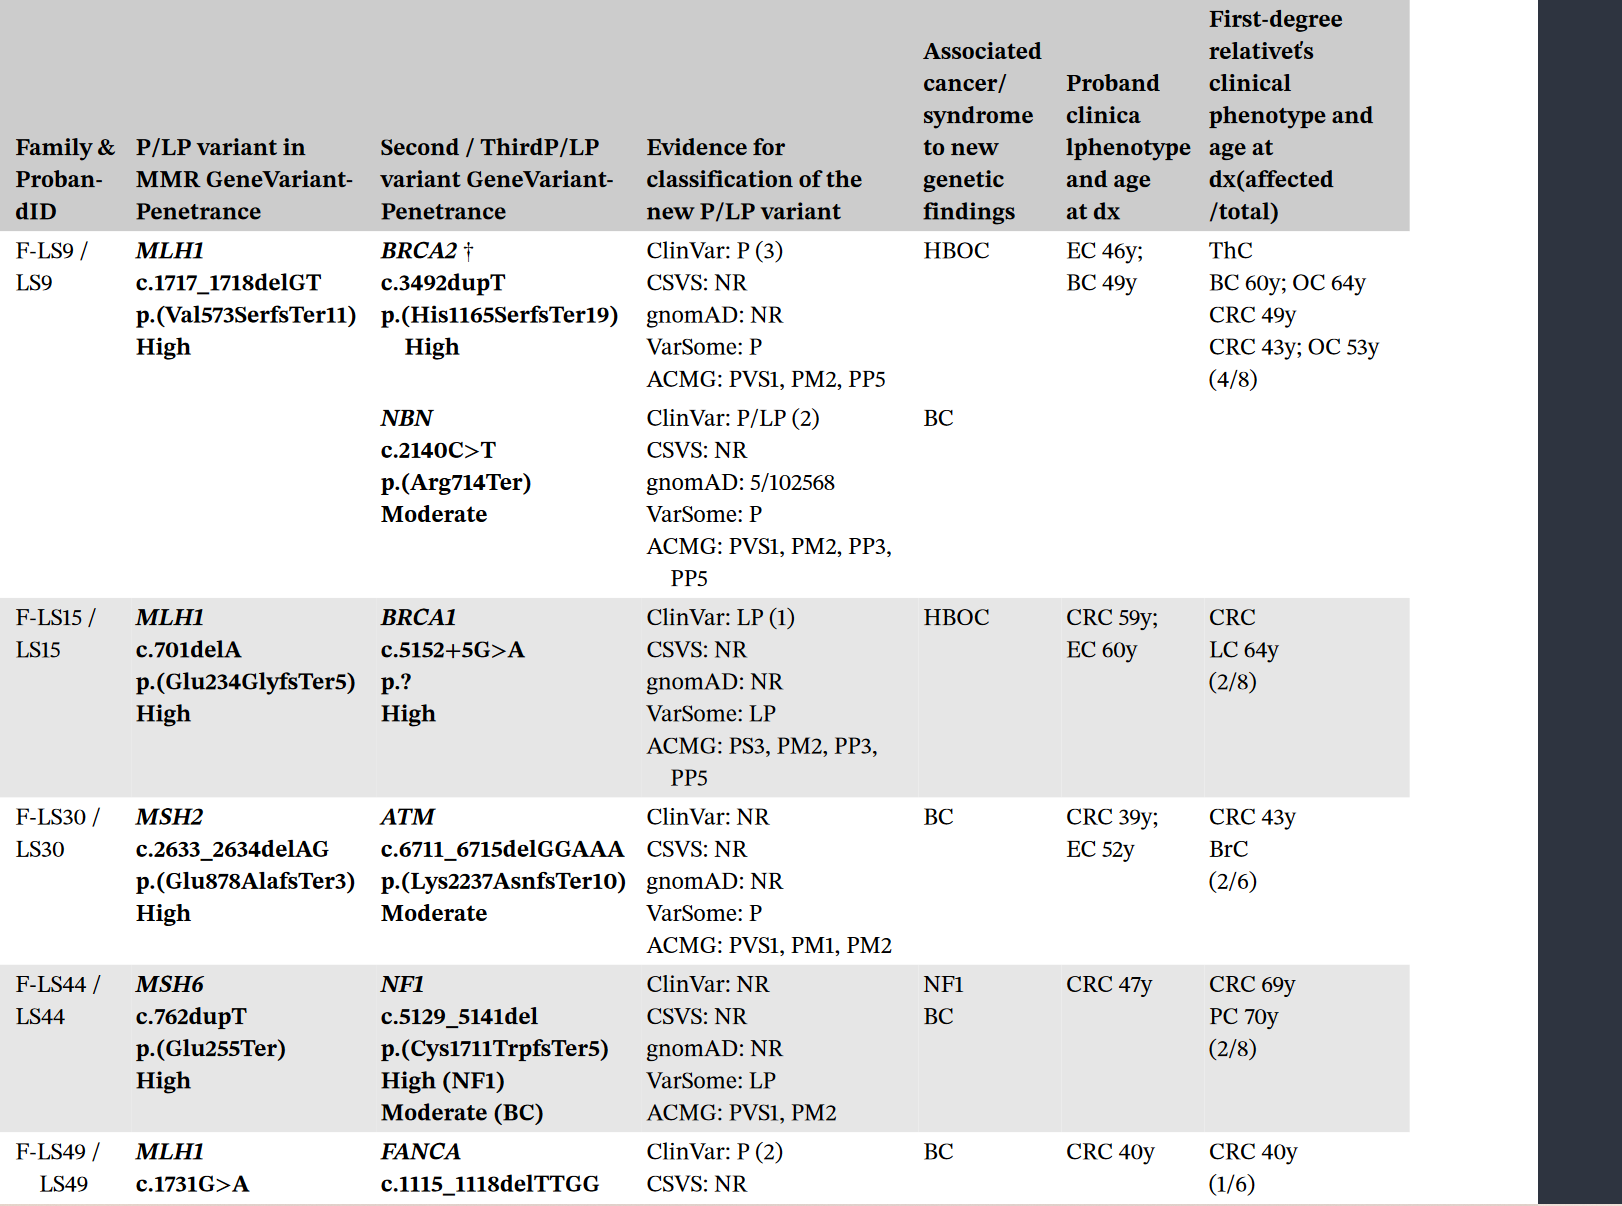 Family &
Proban-
dID
P/LP variant in
MMR GeneVariant-
Penetrance
Second / ThirdP/LP
variant GeneVariant-
Penetrance
Evidence for
classification of the
new P/LP variant
Associated
cancer/
syndrome
to new
genetic
findings
Proband
clinica
lphenotype
and age
at dx
First-degree
relativeťs
clinical
phenotype and
age at
dx(affected
/total)
F-LS9 /
LS9
MLH1
c.1717_1718delGT
p.(Val573SerfsTer11)
High
BRCA2 †
c.3492dupT
p.(His1165SerfsTer19)
High
ClinVar: P (3)
CSVS: NR
gnomAD: NR
VarSome: P
ACMG: PVS1, PM2, PP5
HBOC
EC 46y;
BC 49y
ThC
BC 60y; OC 64y
CRC 49y
CRC 43y; OC 53y
(4/8)
NBN
c.2140C>T
p.(Arg714Ter)
Moderate
ClinVar: P/LP (2)
CSVS: NR
gnomAD: 5/102568
VarSome: P
ACMG: PVS1, PM2, PP3,
PP5
BC
F-LS15 /
LS15
MLH1
c.701delA
p.(Glu234GlyfsTer5)
High
BRCA1
c.5152+5G>A
p.?
High
ClinVar: LP (1)
CSVS: NR
gnomAD: NR
VarSome: LP
ACMG: PS3, PM2, PP3,
PP5
HBOC
CRC 59y;
EC 60y
CRC
LC 64y
(2/8)
F-LS30 /
LS30
MSH2
c.2633_2634delAG
p.(Glu878AlafsTer3)
High
ATM
c.6711_6715delGGAAA
p.(Lys2237AsnfsTer10)
Moderate
ClinVar: NR
CSVS: NR
gnomAD: NR
VarSome: P
ACMG: PVS1, PM1, PM2
BC
CRC 39y;
EC 52y
CRC 43y
BrC
(2/6)
F-LS44 /
LS44
MSH6
c.762dupT
p.(Glu255Ter)
High
NF1
c.5129_5141del
p.(Cys1711TrpfsTer5)
High (NF1)
Moderate (BC)
ClinVar: NR
CSVS: NR
gnomAD: NR
VarSome: LP
ACMG: PVS1, PM2
NF1
BC
CRC 47y
CRC 69y
PC 70y
(2/8)
F-LS49 /
LS49
MLH1
c.1731G>A
FANCA
c.1115_1118delTTGG
ClinVar: P (2)
CSVS: NR
BC
CRC 40y
CRC 40y
(1/6)